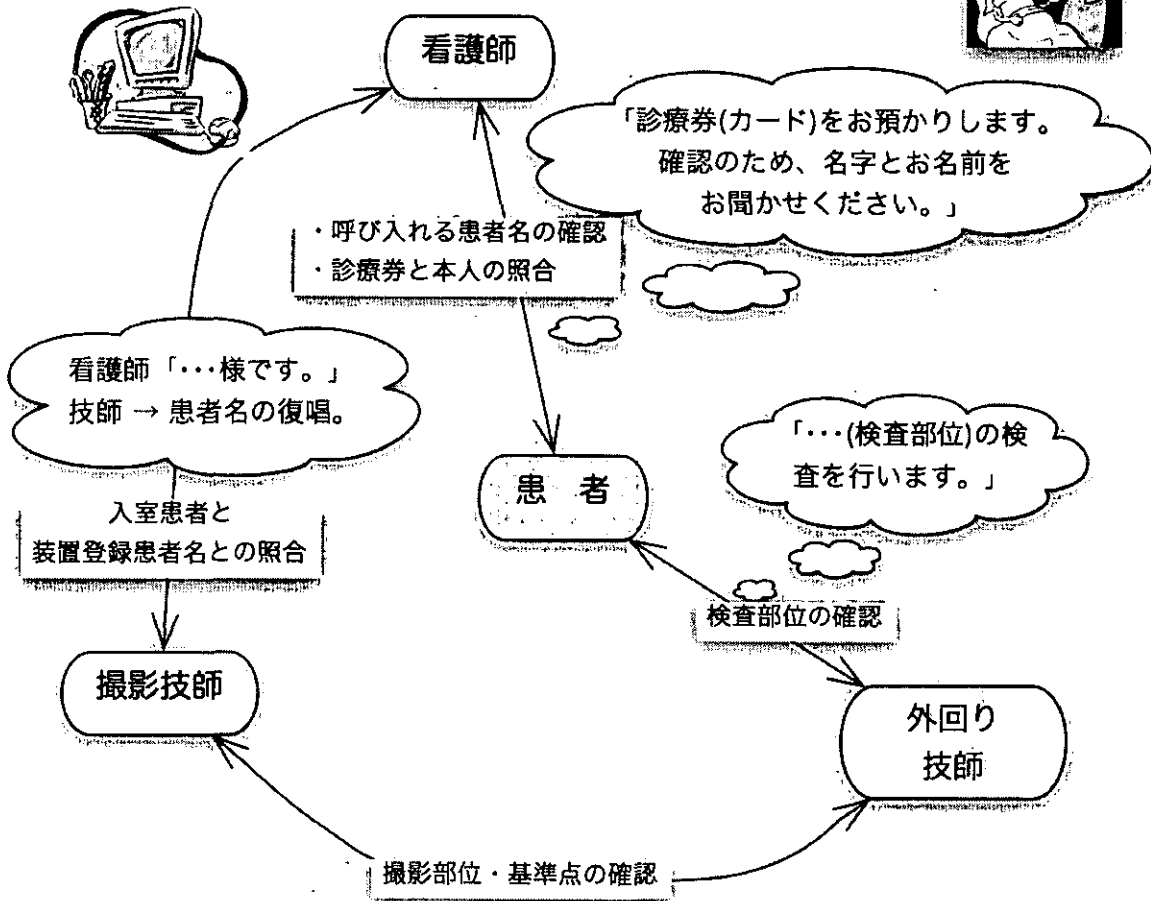 看護師
「診療券(カード)をお預かりします。
確認のため、名字とお名前を
お聞かせください。」
・呼び入れる患者名の確認
・診療券と本人の照合
看護師「・・・様です。」
技師 → 患者名の復唱。
「・・・(検査部位)の検
査を行います。」
患 者
入室患者と
装置登録患者名との照合
検査部位の確認
撮影技師
外回り
技師
撮影部位・基準点の確認